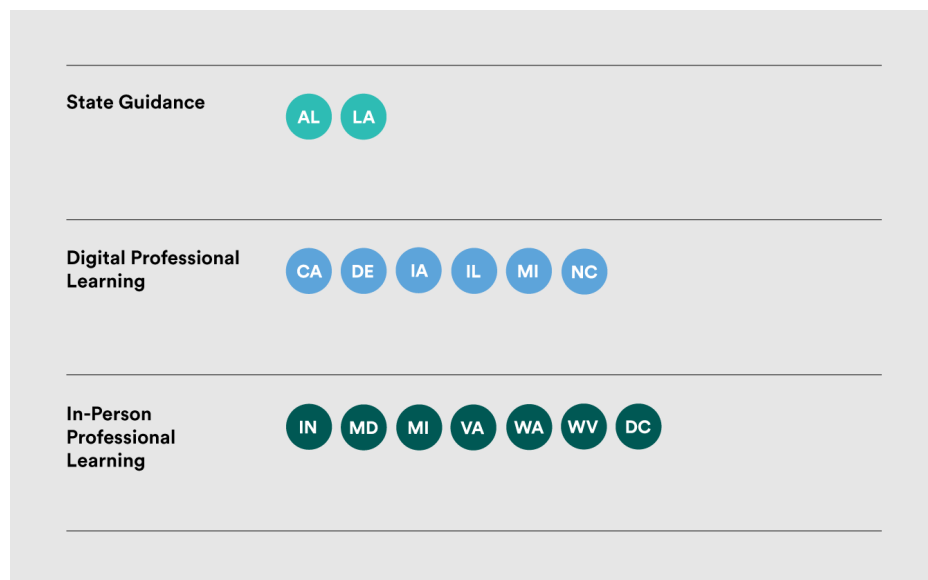 State Guidance
AL LA
Digital Professional
Learning
CA DE IA IL MI NC
In-Person
Professional
Learning
IN MD MI VA WA WV DC